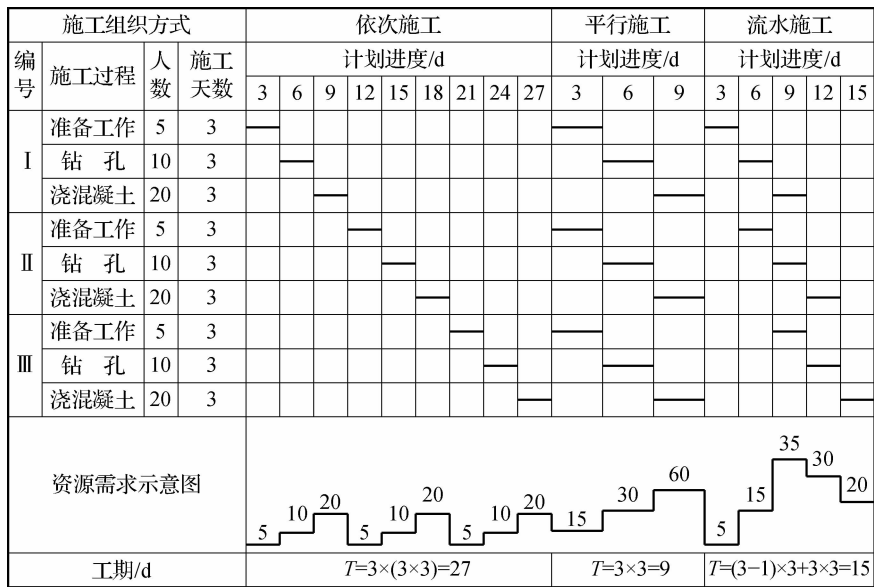 施工组织方式 依次施工 平行施工 流水施工
编号 施工过程 人数 施工天数 计划进度/d 计划进度/d 计划进度/d
3 6 9 12 15 18 21 24 27 3 6 9 3 6 9 12 15
Ⅰ 准备工作 5 3
钻 孔 10 3
浇混凝土 20 3
Ⅱ 准备工作 5 3
钻 孔 10 3
浇混凝土 20 3
Ⅲ 准备工作 5 3
钻 孔 10 3
浇混凝土 20 3
资源需求示意图 5 10 20 5 10 20 5 10 20 15 30 60 5 15 35 30 20
工期/d T=3×(3×3)=27 T=3×3=9 T=(3−1)×3+3×3=15